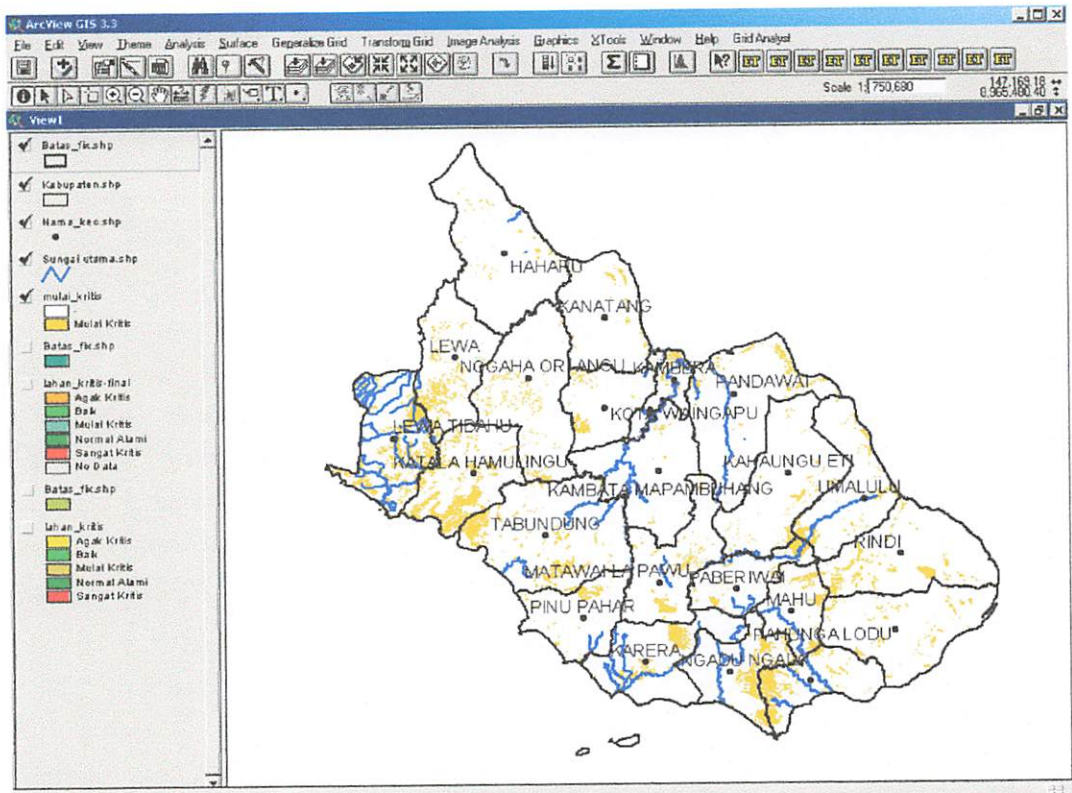 ArcView GIS 3.3
File Edit View Theme Analysis Surface Generalize Grid Transform Grid Image Analysis Graphics XTools Window Help Grid Analyst
Scale 1: 750,680
147,169.18
8,965,480.40
View1
Batas_fix.shp
Kabupaten.shp
Nama_kec.shp
Sungai utama.shp
mulai_kritis
-
Mulai Kritis
Batas_fix.shp
lahan_kritis-final
Agak Kritis
Baik
Mulai Kritis
Normal Alami
Sangat Kritis
No Data
Batas_fix.shp
lahan_kritis
Agak Kritis
Baik
Mulai Kritis
Normal Alami
Sangat Kritis
HAHARU
KANATANG
LEWA
NGGAHA ORI ANGU
KAMBERA
PANDAWAI
KOTA WAINGAPU
LEWA TIDAHU
KATALA HAMULINGU
KAHAUNGU ETI
KAMBATA MAPAMBUHANG
UMALULU
TABUNDUNG
RINDI
MATAWAI LA PAWU
PABERIWAI
PINU PAHAR
MAHU
PAHUNGA LODU
KARERA
NGADU NGALA